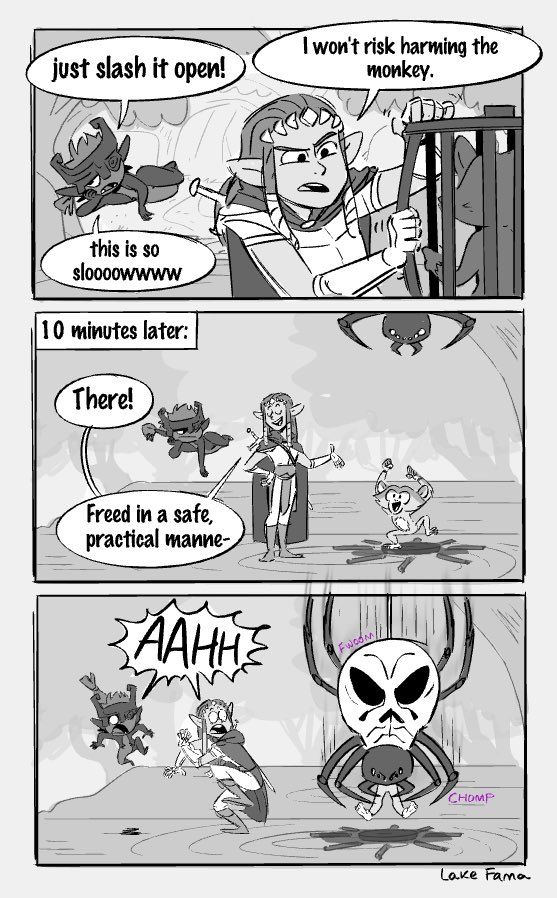 just slash it open!
I won't risk harming the
monkey.
this is so
sloooowwww
10 minutes later:
There!
Freed in a safe,
practical manne-
AAHH
FWOOM
CHOMP
Lake Fama